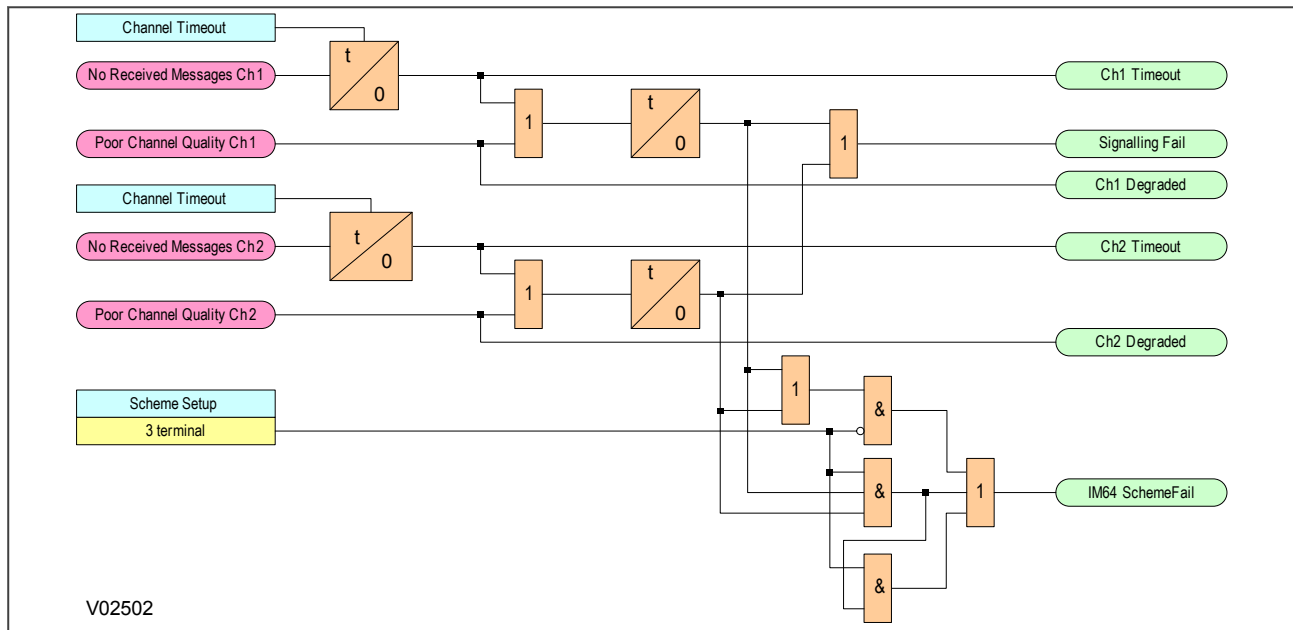 Channel Timeout
t
0
No Received Messages Ch1
Ch1 Timeout
1
t
0
1
Poor Channel Quality Ch1
Signalling Fail
Ch1 Degraded
Channel Timeout
t
0
No Received Messages Ch2
Ch2 Timeout
1
t
0
Poor Channel Quality Ch2
Ch2 Degraded
1
&
Scheme Setup
3 terminal
&
1
IM64 SchemeFail
&
V02502